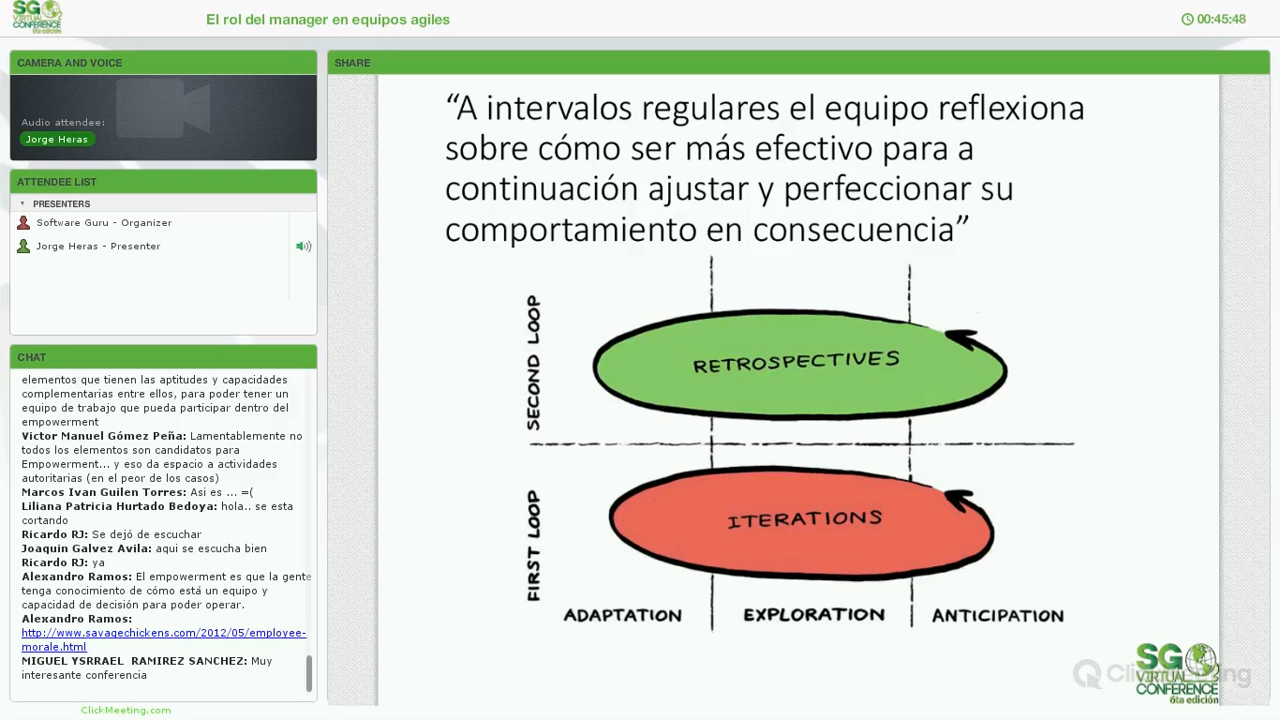 SG
VIRTUAL
CONFERENCE
6ta edición
El rol del manager en equipos agiles
00:45:48
CAMERA AND VOICE
Audio attendee:
Jorge Heras
ATTENDEE LIST
PRESENTERS
Software Guru - Organizer
Jorge Heras - Presenter
CHAT
elementos que tienen las aptitudes y capacidades
complementarias entre ellos, para poder tener un
equipo de trabajo que pueda participar dentro del
empowerment
Victor Manuel Gómez Peña: Lamentablemente no
todos los elementos son candidatos para
Empowerment... y eso da espacio a actividades
autoritarias (en el peor de los casos)
Marcos Ivan Guilen Torres: Asi es ... =(
Liliana Patricia Hurtado Bedoya: hola.. se esta
cortando
Ricardo RJ: Se dejó de escuchar
Joaquin Galvez Avila: aqui se escucha bien
Ricardo RJ: ya
Alexandro Ramos: El empowerment es que la gente
tenga conocimiento de cómo está un equipo y
capacidad de decisión para poder operar.
Alexandro Ramos:
http://www.savagechickens.com/2012/05/employee-
morale.html
MIGUEL YSRRAEL RAMIREZ SANCHEZ: Muy
interesante conferencia
ClickMeeting.com
SHARE
“A intervalos regulares el equipo reflexiona
sobre cómo ser más efectivo para a
continuación ajustar y perfeccionar su
comportamiento en consecuencia”
SECOND LOOP
RETROSPECTIVES
FIRST LOOP
ITERATIONS
ADAPTATION
EXPLORATION
ANTICIPATION
SG
VIRTUAL
CONFERENCE
6ta edición